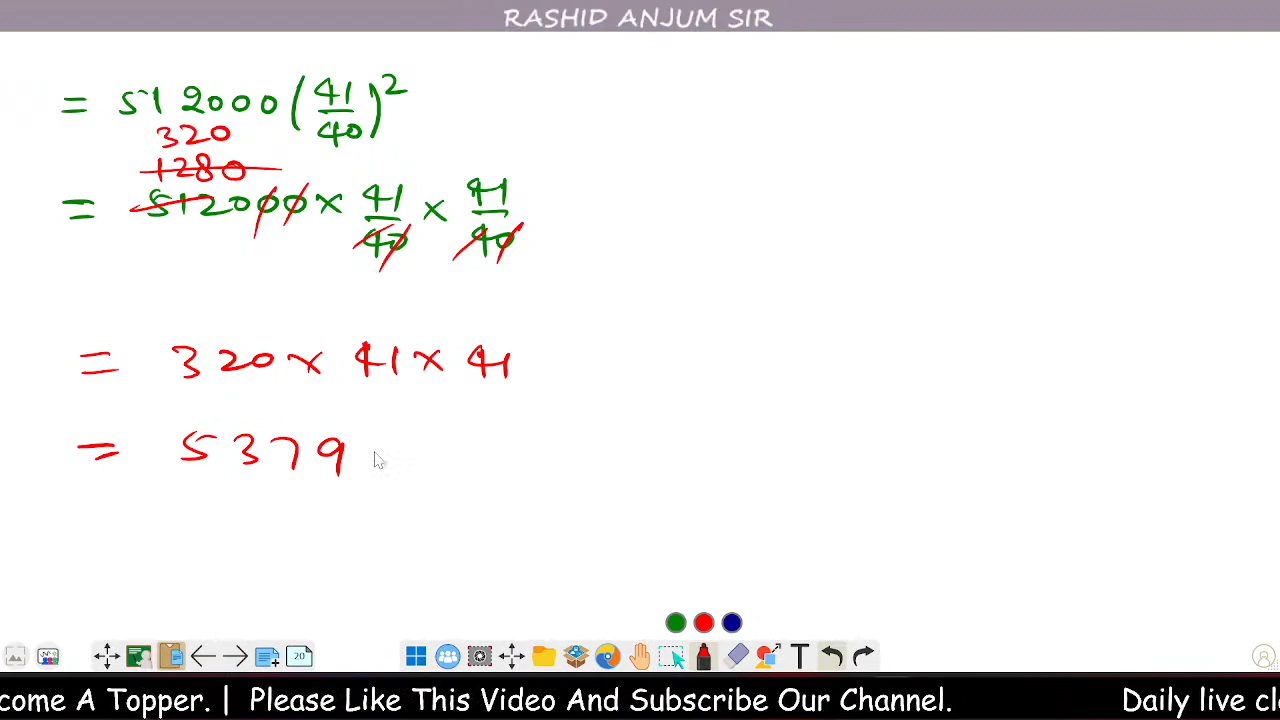 RASHID ANJUM SIR
= 512000 (41/40)²
320
1280
= 512000 × 41/40 × 41/40
= 320 × 41 × 41
= 5379
20
come A Topper. | Please Like This Video And Subscribe Our Channel. Daily live cl